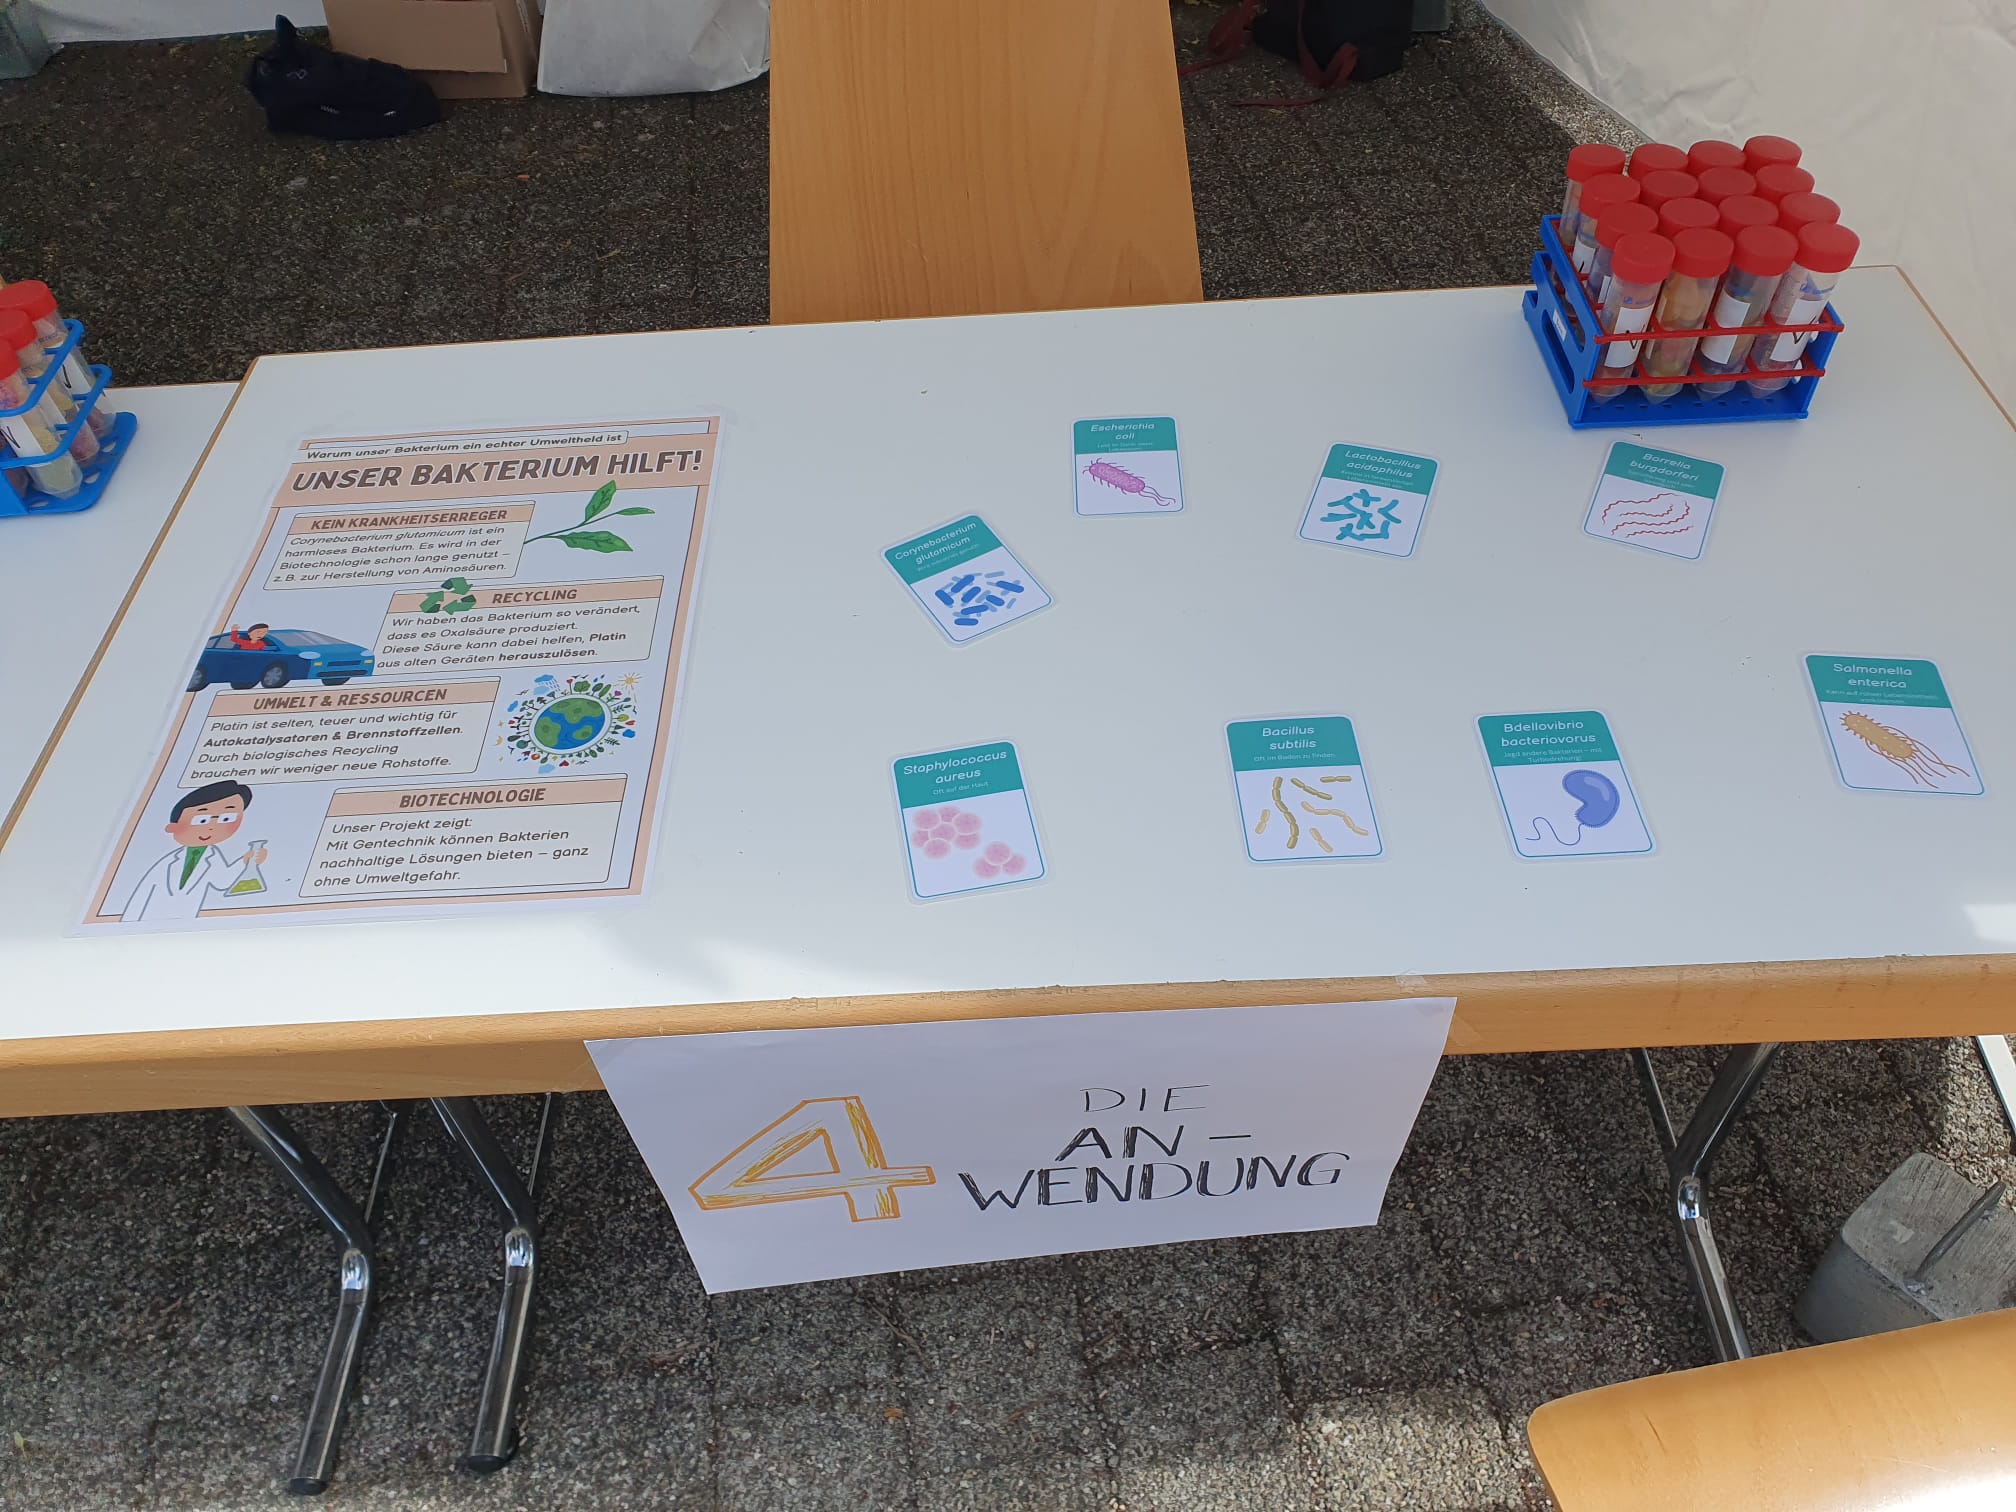 Warum unser Bakterium ein echter Umweltheld ist
UNSER BAKTERIUM HILFT!
KEIN KRANKHEITSERREGER
Corynebacterium glutamicum ist ein
harmloses Bakterium. Es wird in der
Biotechnologie schon lange genutzt –
z. B. zur Herstellung von Aminosäuren.
RECYCLING
Wir haben das Bakterium so verändert,
dass es Oxalsäure produziert.
Diese Säure kann dabei helfen, Platin
aus alten Geräten herauszulösen.
UMWELT & RESSOURCEN
Platin ist selten, teuer und wichtig für
Autokatalysatoren & Brennstoffzellen.
Durch biologisches Recycling
brauchen wir weniger neue Rohstoffe.
BIOTECHNOLOGIE
Unser Projekt zeigt:
Mit Gentechnik können Bakterien
nachhaltige Lösungen bieten – ganz
ohne Umweltgefahr.
Escherichia
coli
Lactobacillus
acidophilus
Borrelia
burgdorferi
Corynebacterium
glutamicum
Salmonella
enterica
Staphylococcus
aureus
Oft auf der Haut
Bacillus
subtilis
Oft im Boden zu finden
Bdellovibrio
bacteriovorus
Jagd andere Bakterien – mit
Turbodrehung!
4 DIE
AN-
WENDUNG